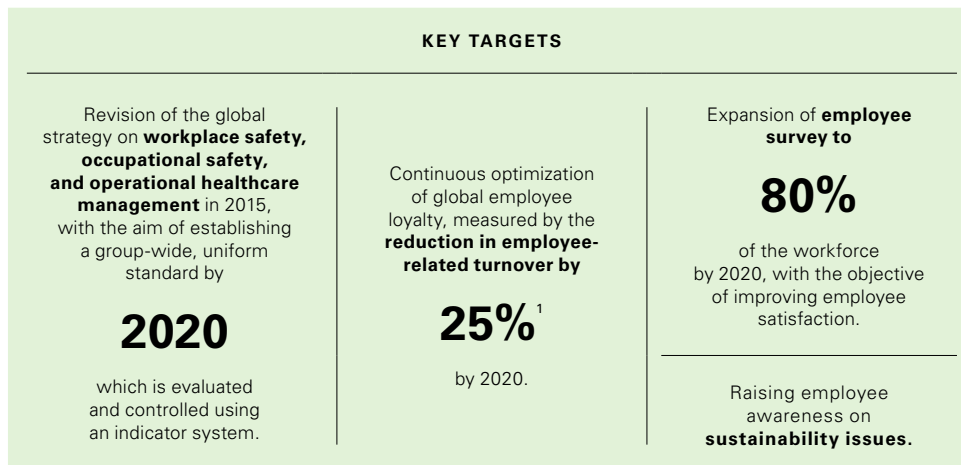 KEY TARGETS
Revision of the global
strategy on workplace safety,
occupational safety,
and operational healthcare
management in 2015,
with the aim of establishing
a group-wide, uniform
standard by
2020
which is evaluated
and controlled using
an indicator system.
Continuous optimization
of global employee
loyalty, measured by the
reduction in employee-
related turnover by
25%¹
by 2020.
Expansion of employee
survey to
80%
of the workforce
by 2020, with the objective
of improving employee
satisfaction.
Raising employee
awareness on
sustainability issues.